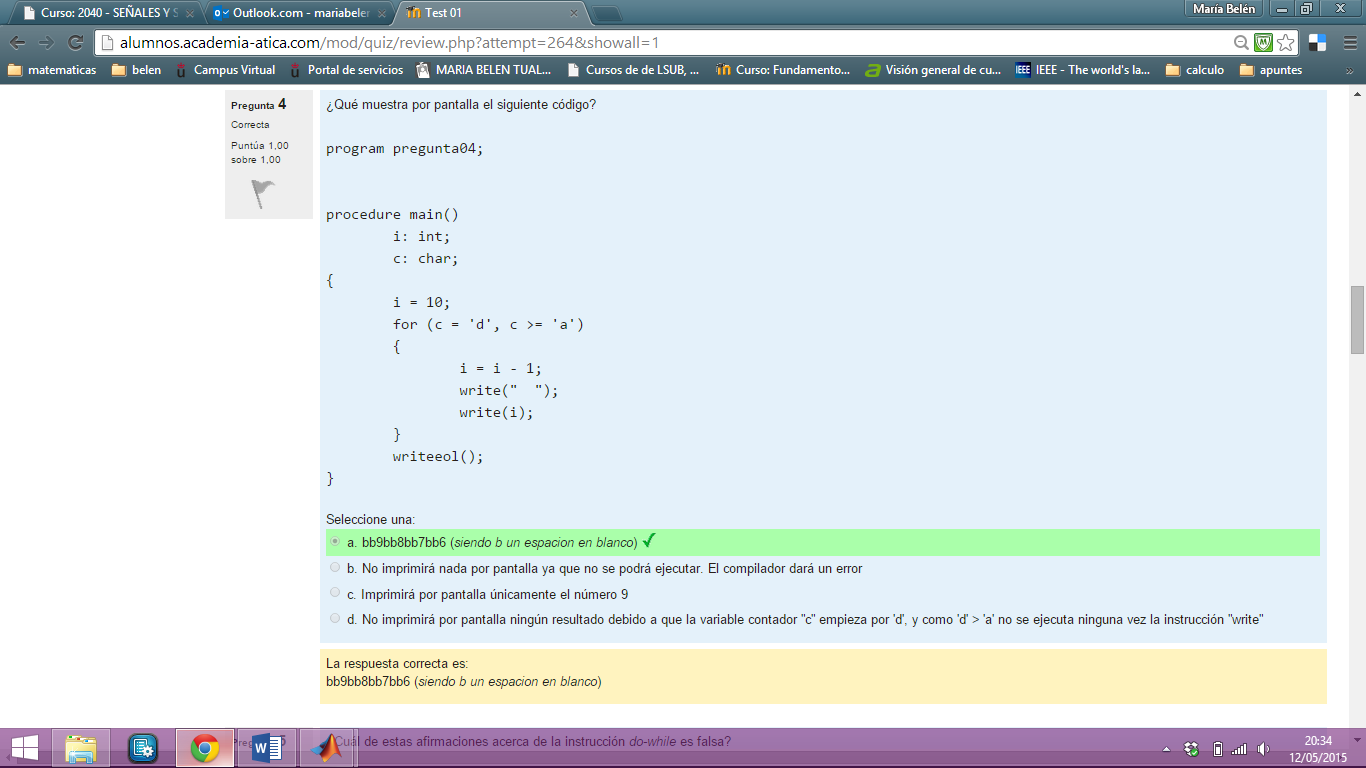 Curso: 2040 - SEÑALES Y S
Outlook.com - mariabeler
Test 01
María Belén
alumnos.academia-atica.com/mod/quiz/review.php?attempt=264&showall=1
matematicas
belen
Campus Virtual
Portal de servicios
MARIA BELEN TUAL...
Cursos de de LSUB, ...
Curso: Fundamento...
Visión general de cu...
IEEE
IEEE - The world's la...
calculo
apuntes
Pregunta 4
Correcta
Puntúa 1,00
sobre 1,00
¿Qué muestra por pantalla el siguiente código?
program pregunta04;
procedure main()
i: int;
c: char;
{
i = 10;
for (c = 'd', c >= 'a')
{
i = i - 1;
write("  ");
write(i);
}
writeeol();
}
Seleccione una:
a. bb9bb8bb7bb6 (siendo b un espacion en blanco)
b. No imprimirá nada por pantalla ya que no se podrá ejecutar. El compilador dará un error
c. Imprimirá por pantalla únicamente el número 9
d. No imprimirá por pantalla ningún resultado debido a que la variable contador "c" empieza por 'd', y como 'd' > 'a' no se ejecuta ninguna vez la instrucción "write"
La respuesta correcta es:
bb9bb8bb7bb6 (siendo b un espacion en blanco)
Pregunta 5
¿Cuál de estas afirmaciones acerca de la instrucción do-while es falsa?
20:34
12/05/2015